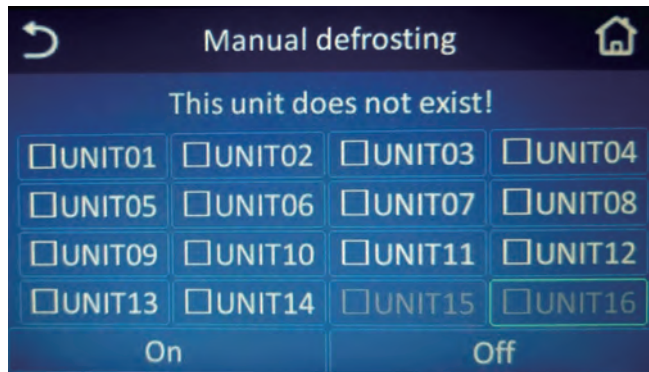 Manual defrosting
This unit does not exist!
UNIT01 UNIT02 UNIT03 UNIT04
UNIT05 UNIT06 UNIT07 UNIT08
UNIT09 UNIT10 UNIT11 UNIT12
UNIT13 UNIT14 UNIT15 UNIT16
On Off